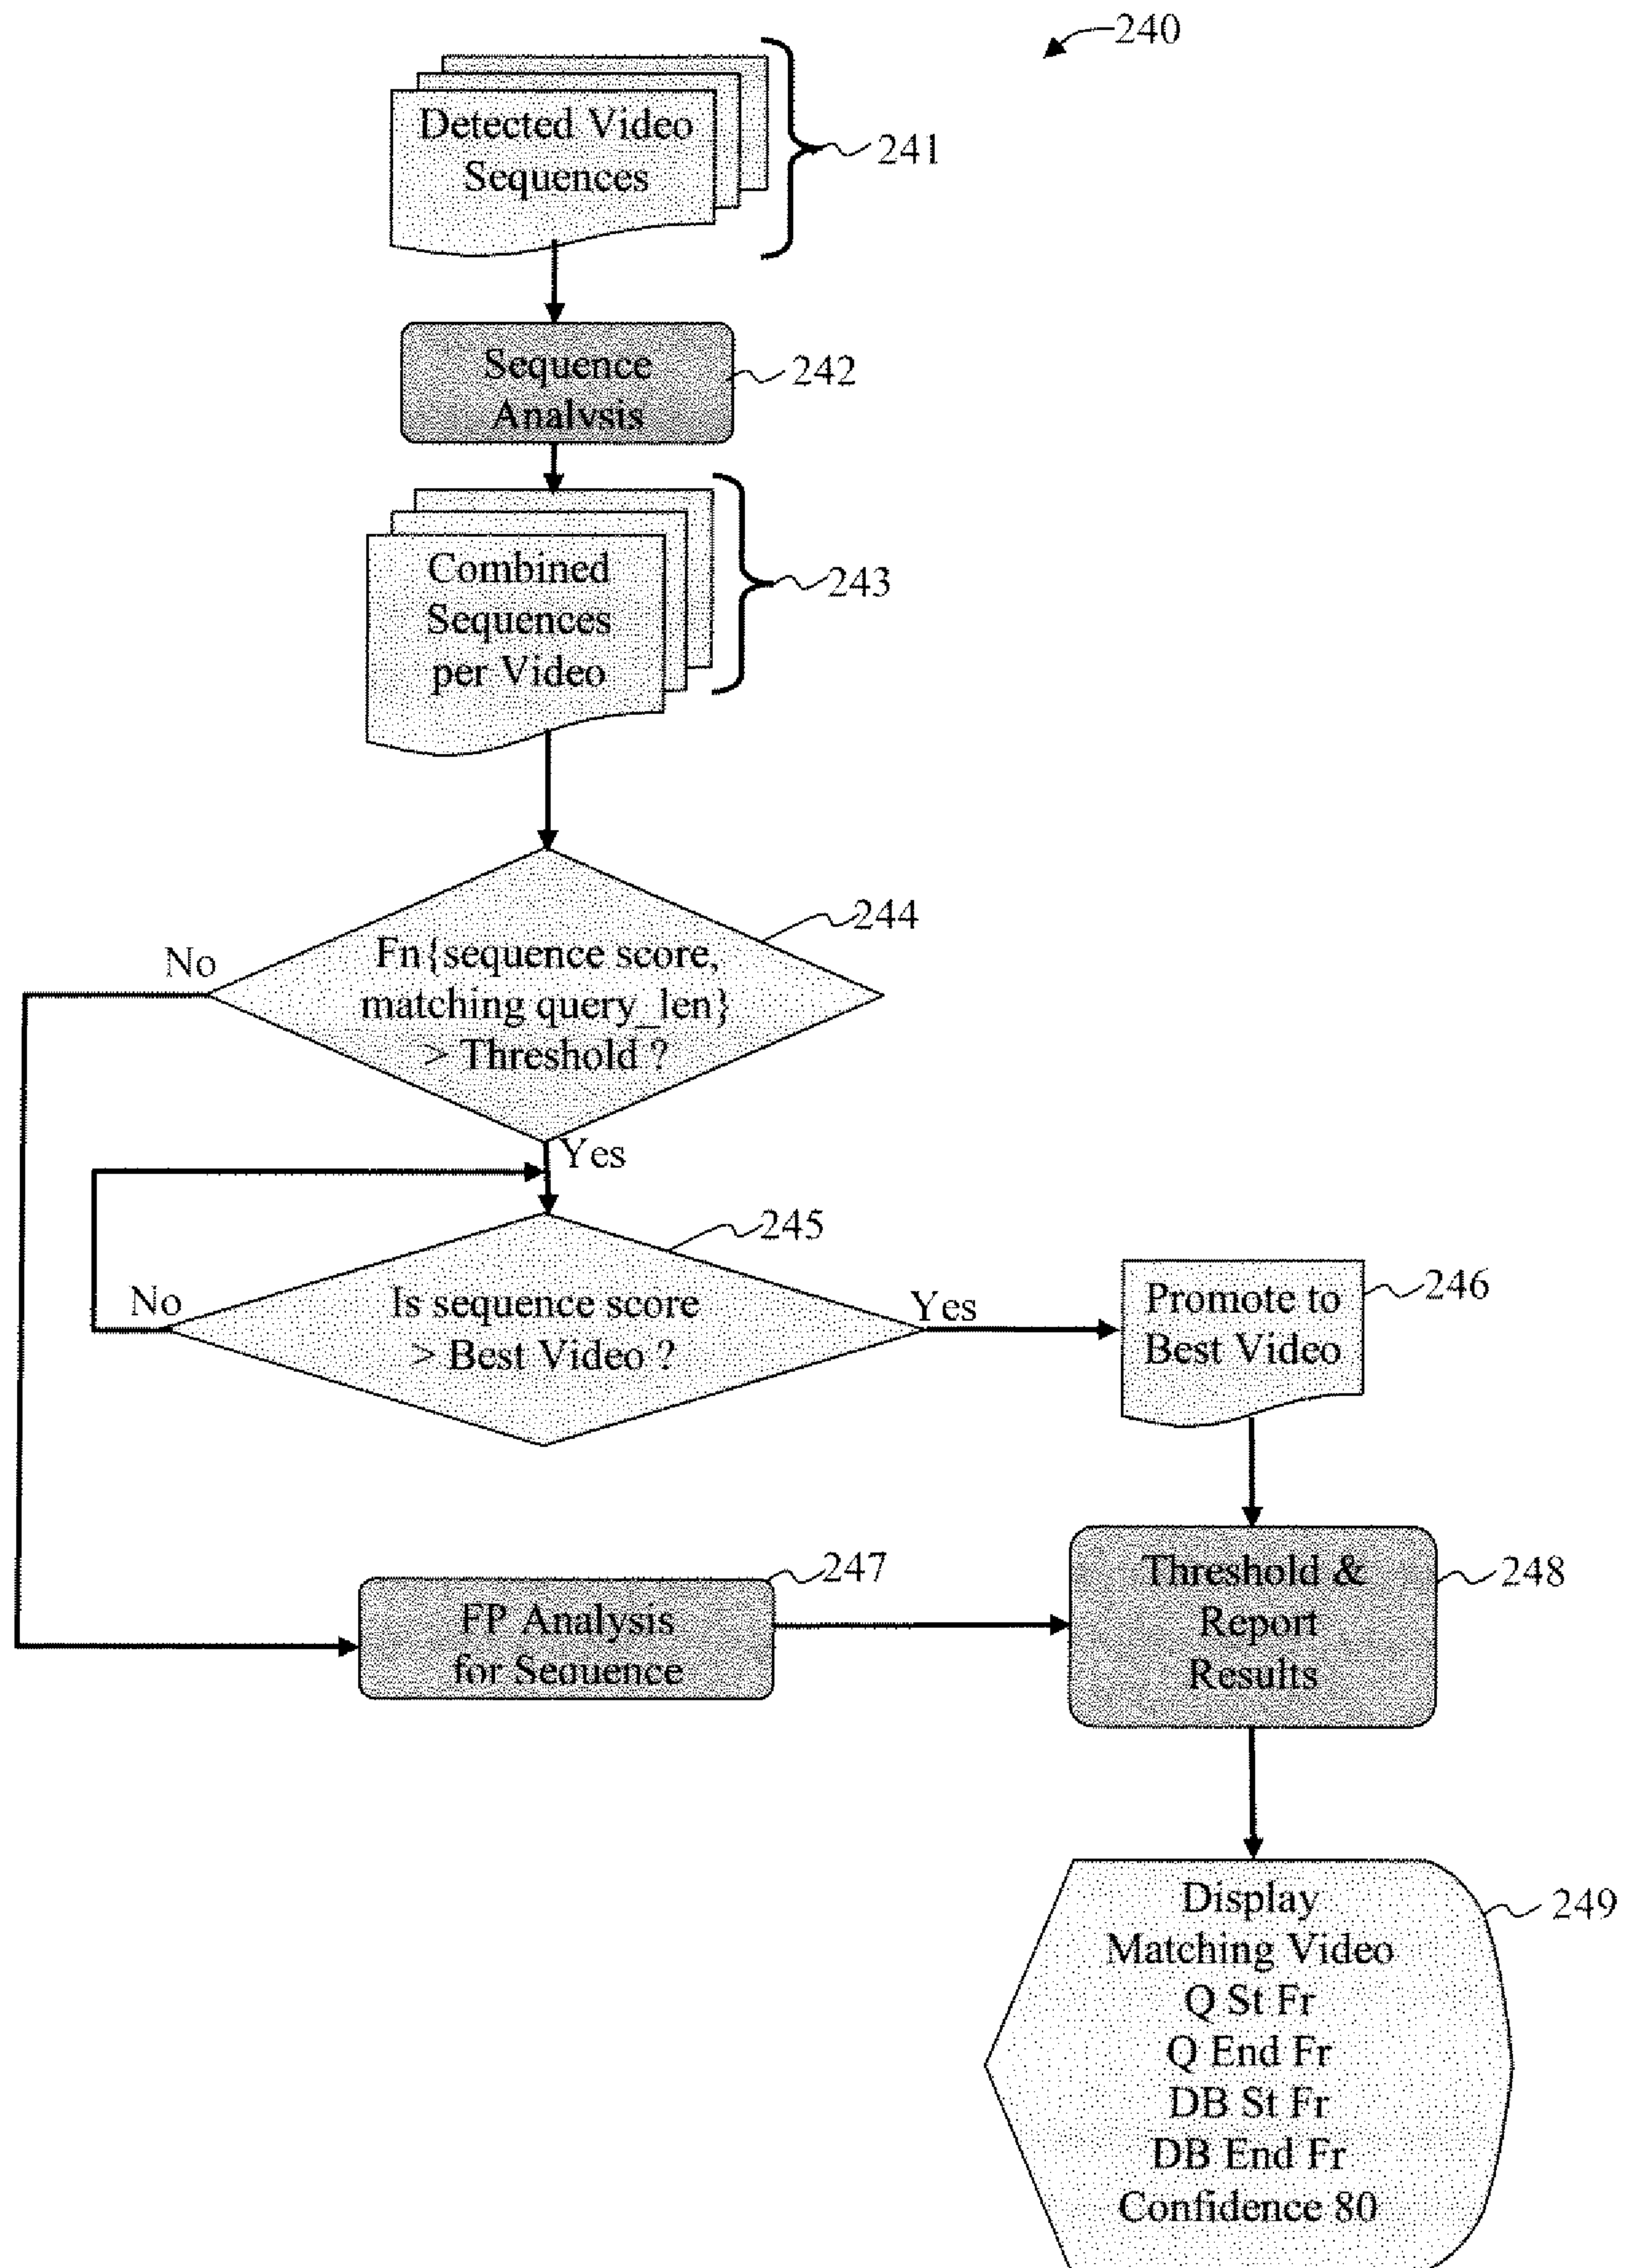 240
Detected Video
Sequences
241
Sequence
Analysis
242
Combined
Sequences
per Video
243
244
No
Fn{sequence score,
matching query_len}
> Threshold ?
Yes
245
No
Is sequence score
> Best Video ?
Yes
Promote to
Best Video
246
247
FP Analysis
for Sequence
Threshold &
Report
Results
248
Display
Matching Video
Q St Fr
Q End Fr
DB St Fr
DB End Fr
Confidence 80
249